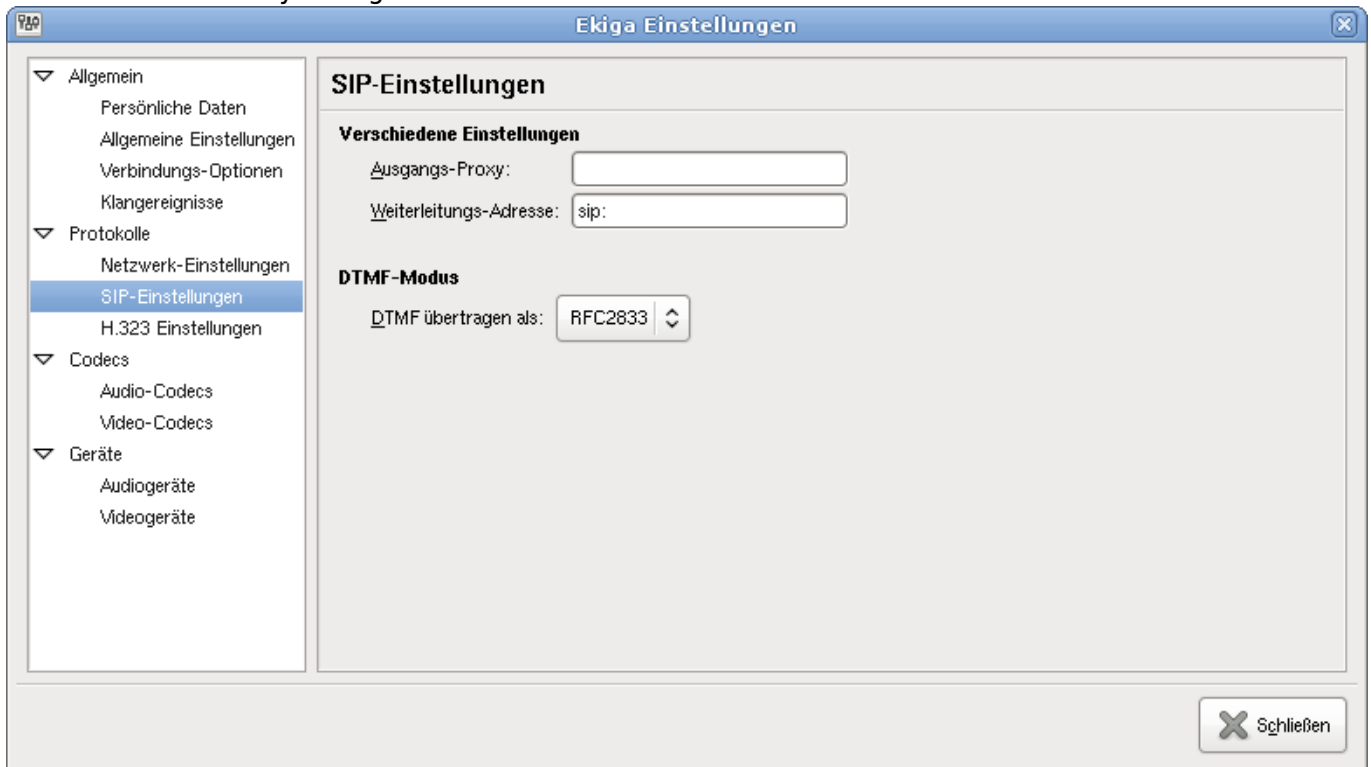 Ekiga Einstellungen
Allgemein
Persönliche Daten
Allgemeine Einstellungen
Verbindungs-Optionen
Klangereignisse
Protokolle
Netzwerk-Einstellungen
SIP-Einstellungen
H.323 Einstellungen
Codecs
Audio-Codecs
Video-Codecs
Geräte
Audiogeräte
Videogeräte
SIP-Einstellungen
Verschiedene Einstellungen
Ausgangs-Proxy:
Weiterleitungs-Adresse: sip:
DTMF-Modus
DTMF übertragen als: RFC2833
Schließen